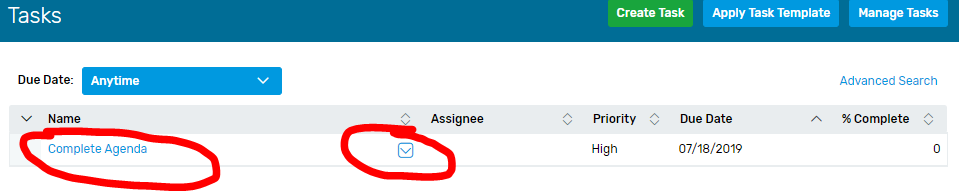 Tasks
Create Task Apply Task Template Manage Tasks
Due Date: Anytime Advanced Search
Name Assignee Priority Due Date % Complete
Complete Agenda High 07/18/2019 0